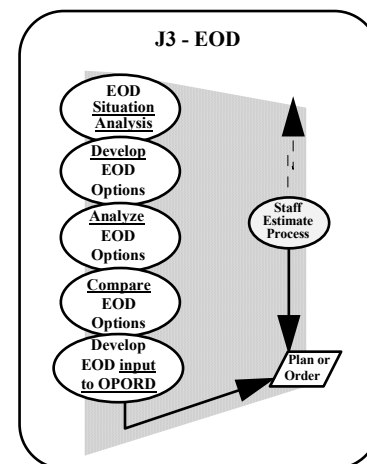 J3 - EOD
EOD
Situation
Analysis
Develop
EOD
Options
Analyze
EOD
Options
Compare
EOD
Options
Develop
EOD input
to OPORD
Staff
Estimate
Process
Plan or
Order